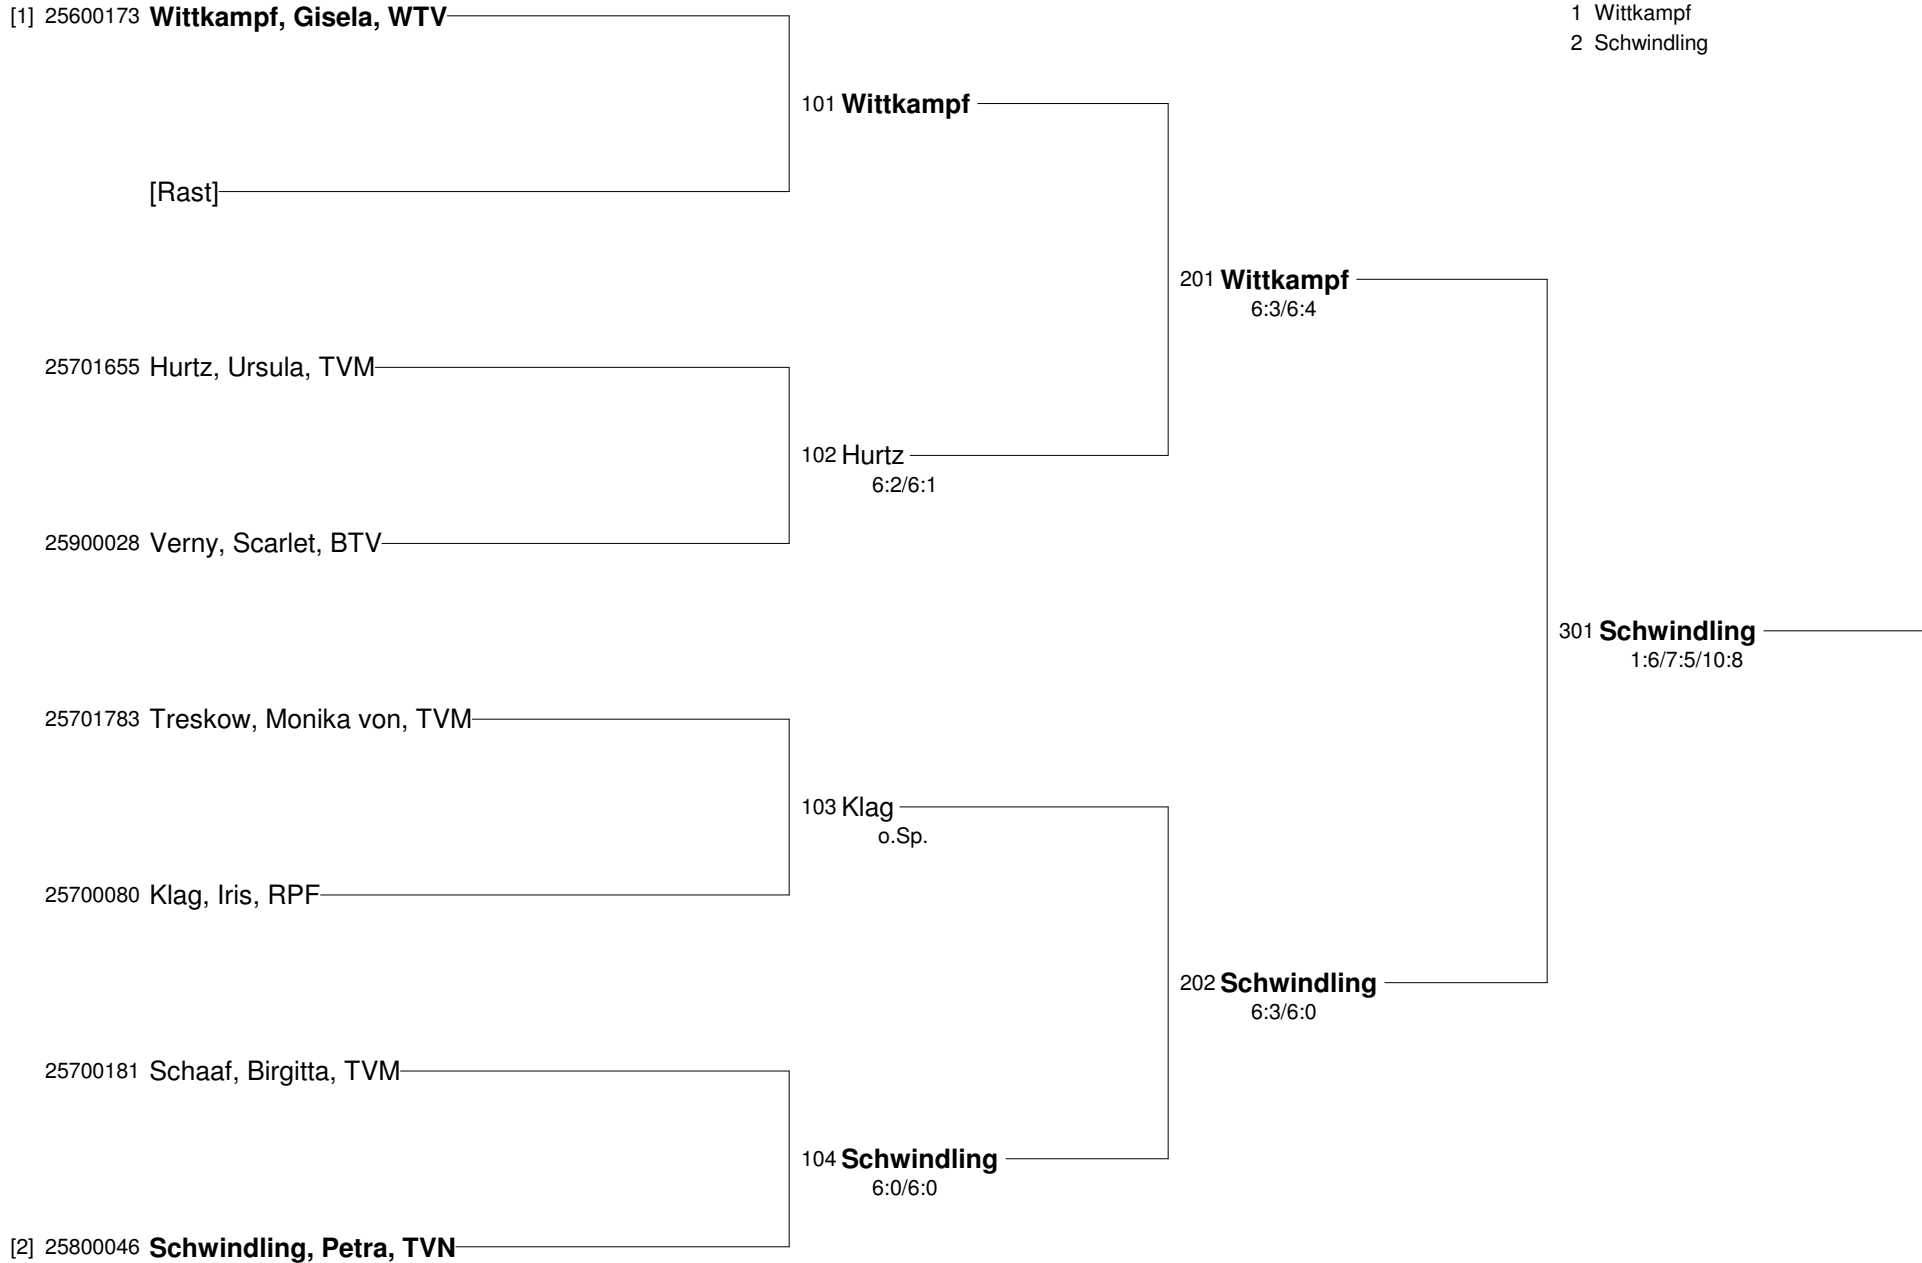 [1] 25600173 Wittkampf, Gisela, WTV
1 Wittkampf
2 Schwindling
101 Wittkampf
[Rast]
201 Wittkampf
6:3/6:4
25701655 Hurtz, Ursula, TVM
102 Hurtz
6:2/6:1
25900028 Verny, Scarlet, BTV
301 Schwindling
1:6/7:5/10:8
25701783 Treskow, Monika von, TVM
103 Klag
o.Sp.
25700080 Klag, Iris, RPF
202 Schwindling
6:3/6:0
25700181 Schaaf, Birgitta, TVM
104 Schwindling
6:0/6:0
[2] 25800046 Schwindling, Petra, TVN